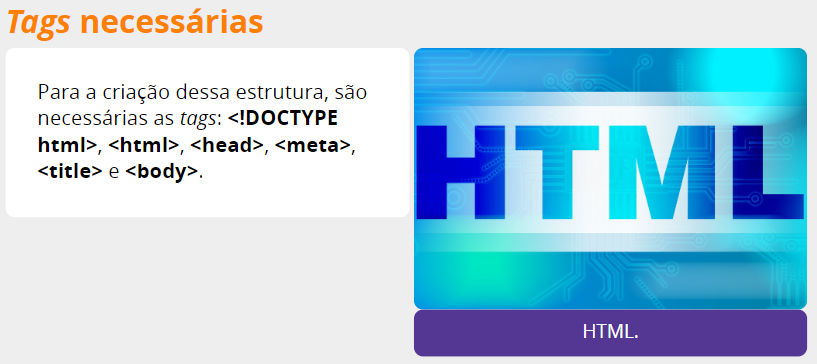 Tags necessárias
Para a criação dessa estrutura, são
necessárias as tags: <!DOCTYPE
html>, <html>, <head>, <meta>,
<title> e <body>.
HTML
HTML.